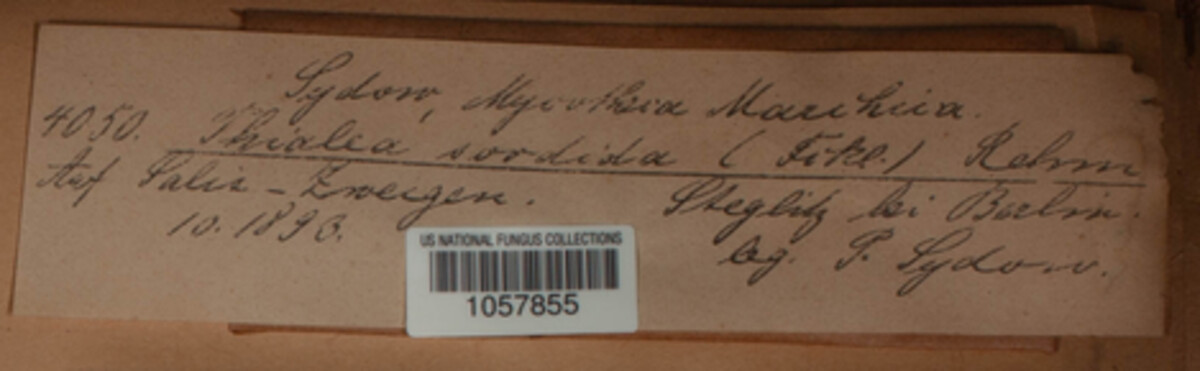 Sydow, Mycotheca Marchica.
4050. Phialea sordida (Fckl.) Rehm
Auf Salix-Zweigen. Steglitz bei Berlin.
10. 1893. leg. P. Sydow.
US NATIONAL FUNGUS COLLECTIONS
1057855